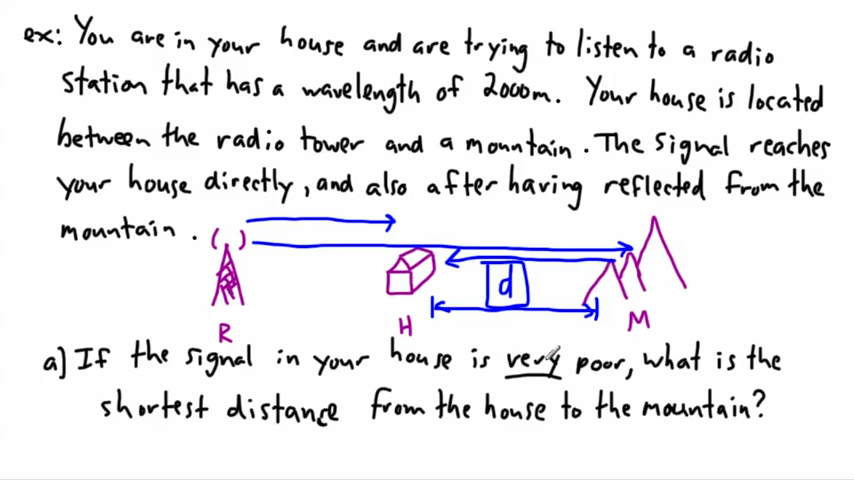 ex: You are in your house and are trying to listen to a radio
station that has a wavelength of 2000m. Your house is located
between the radio tower and a mountain. The signal reaches
your house directly, and also after having reflected from the
mountain.
d
R H M
a] If the signal in your house is very poor, what is the
shortest distance from the house to the mountain?